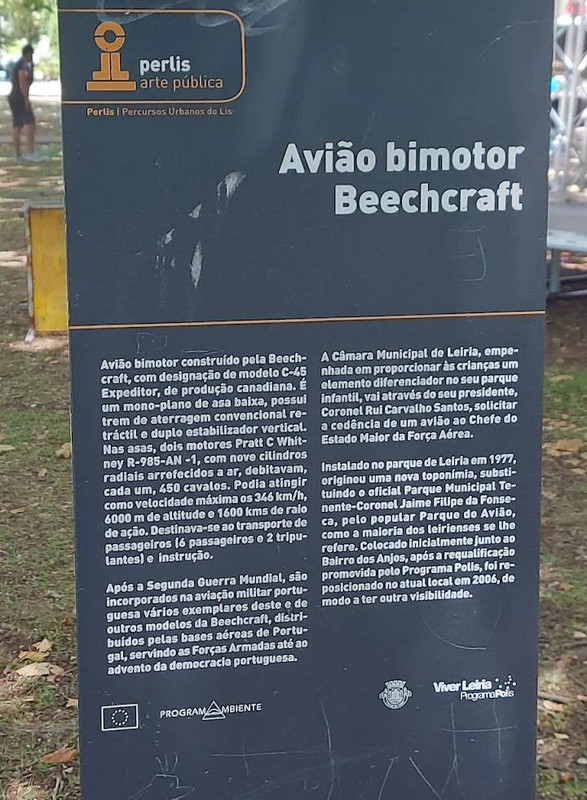 perlis
arte pública
Perlis | Percursos Urbanos do Lis
Avião bimotor
Beechcraft
Avião bimotor construído pela Beech-
craft, com designação de modelo C-45
Expeditor, de produção canadiana. É
um mono-plano de asa baixa, possui
trem de aterragem convencional re-
tráctil e duplo estabilizador vertical.
Nas asas, dois motores Pratt C Whit-
ney R-985-AN -1, com nove cilindros
radiais arrefecidos a ar, debitavam,
cada um, 450 cavalos. Podia atingir
como velocidade máxima os 346 km/h,
6000 m de altitude e 1600 kms de raio
de ação. Destinava-se ao transporte de
passageiros (6 passageiros e 2 tripu-
lantes) e instrução.
Após a Segunda Guerra Mundial, são
incorporados na aviação militar portu-
guesa vários exemplares deste e de
outros modelos da Beechcraft, distri-
buídos pelas bases aéreas de Portu-
gal, servindo as Forças Armadas até ao
advento da democracia portuguesa.
A Câmara Municipal de Leiria, empe-
nhada em proporcionar às crianças um
elemento diferenciador no seu parque
infantil, vai através do seu presidente,
Coronel Rui Carvalho Santos, solicitar
a cedência de um avião ao Chefe do
Estado Maior da Força Aérea.
Instalado no parque de Leiria em 1977,
originou uma nova toponímia, substi-
tuindo o oficial Parque Municipal Te-
nente-Coronel Jaime Filipe da Fonse-
ca, pelo popular Parque do Avião,
como a maioria dos leirienses se lhe
refere. Colocado inicialmente junto ao
Bairro dos Anjos, após a requalificação
promovida pelo Programa Polis, foi re-
posicionado no atual local em 2006, de
modo a ter outra visibilidade.
PROGRAMAMBIENTE
Viver Leiria
ProgramaPolis